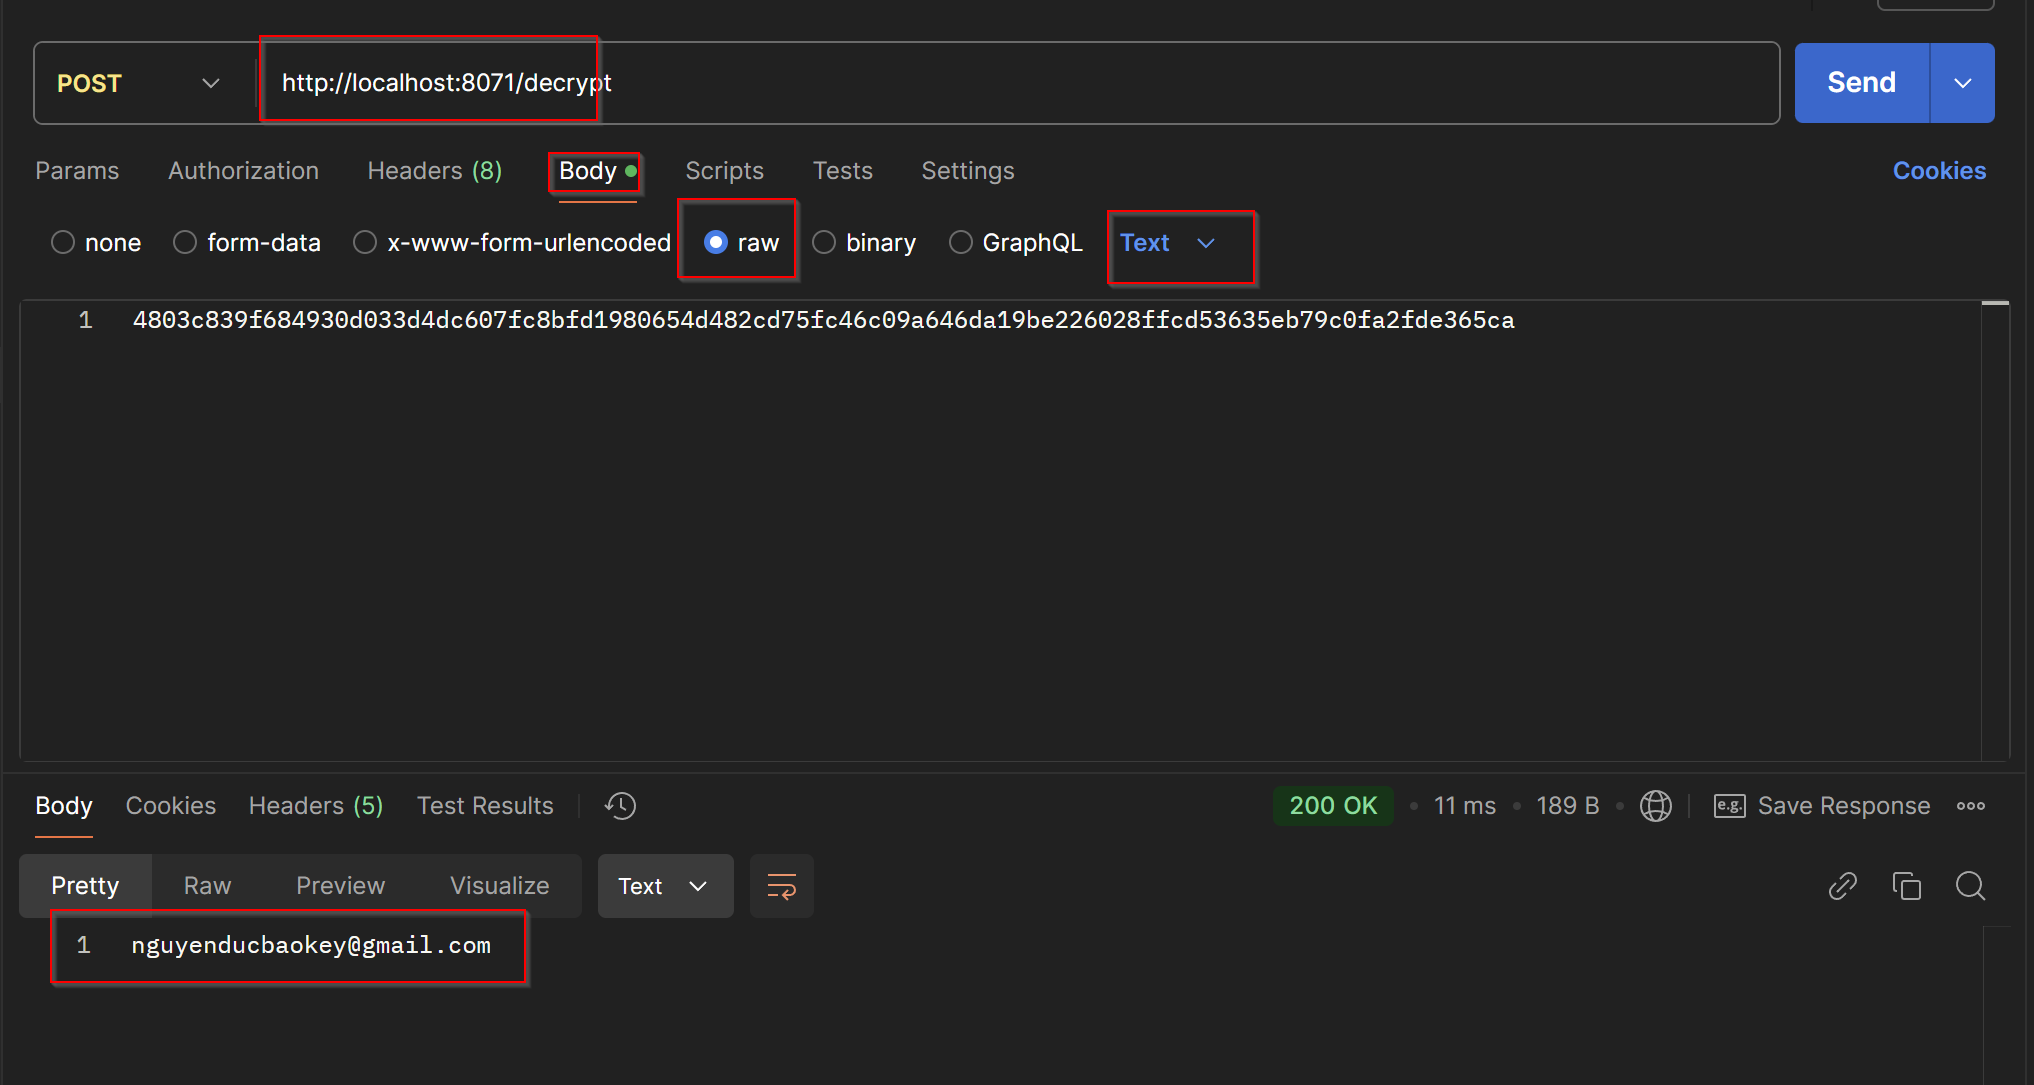 POST http://localhost:8071/decrypt Send
Params Authorization Headers (8) Body Scripts Tests Settings Cookies
none form-data x-www-form-urlencoded raw binary GraphQL Text
1 4803c839f684930d033d4dc607fc8bfd1980654d482cd75fc46c09a646da19be226028ffcd53635eb79c0fa2fde365ca
Body Cookies Headers (5) Test Results 200 OK 11 ms 189 B e.g. Save Response
Pretty Raw Preview Visualize Text
1 nguyenducbaokey@gmail.com